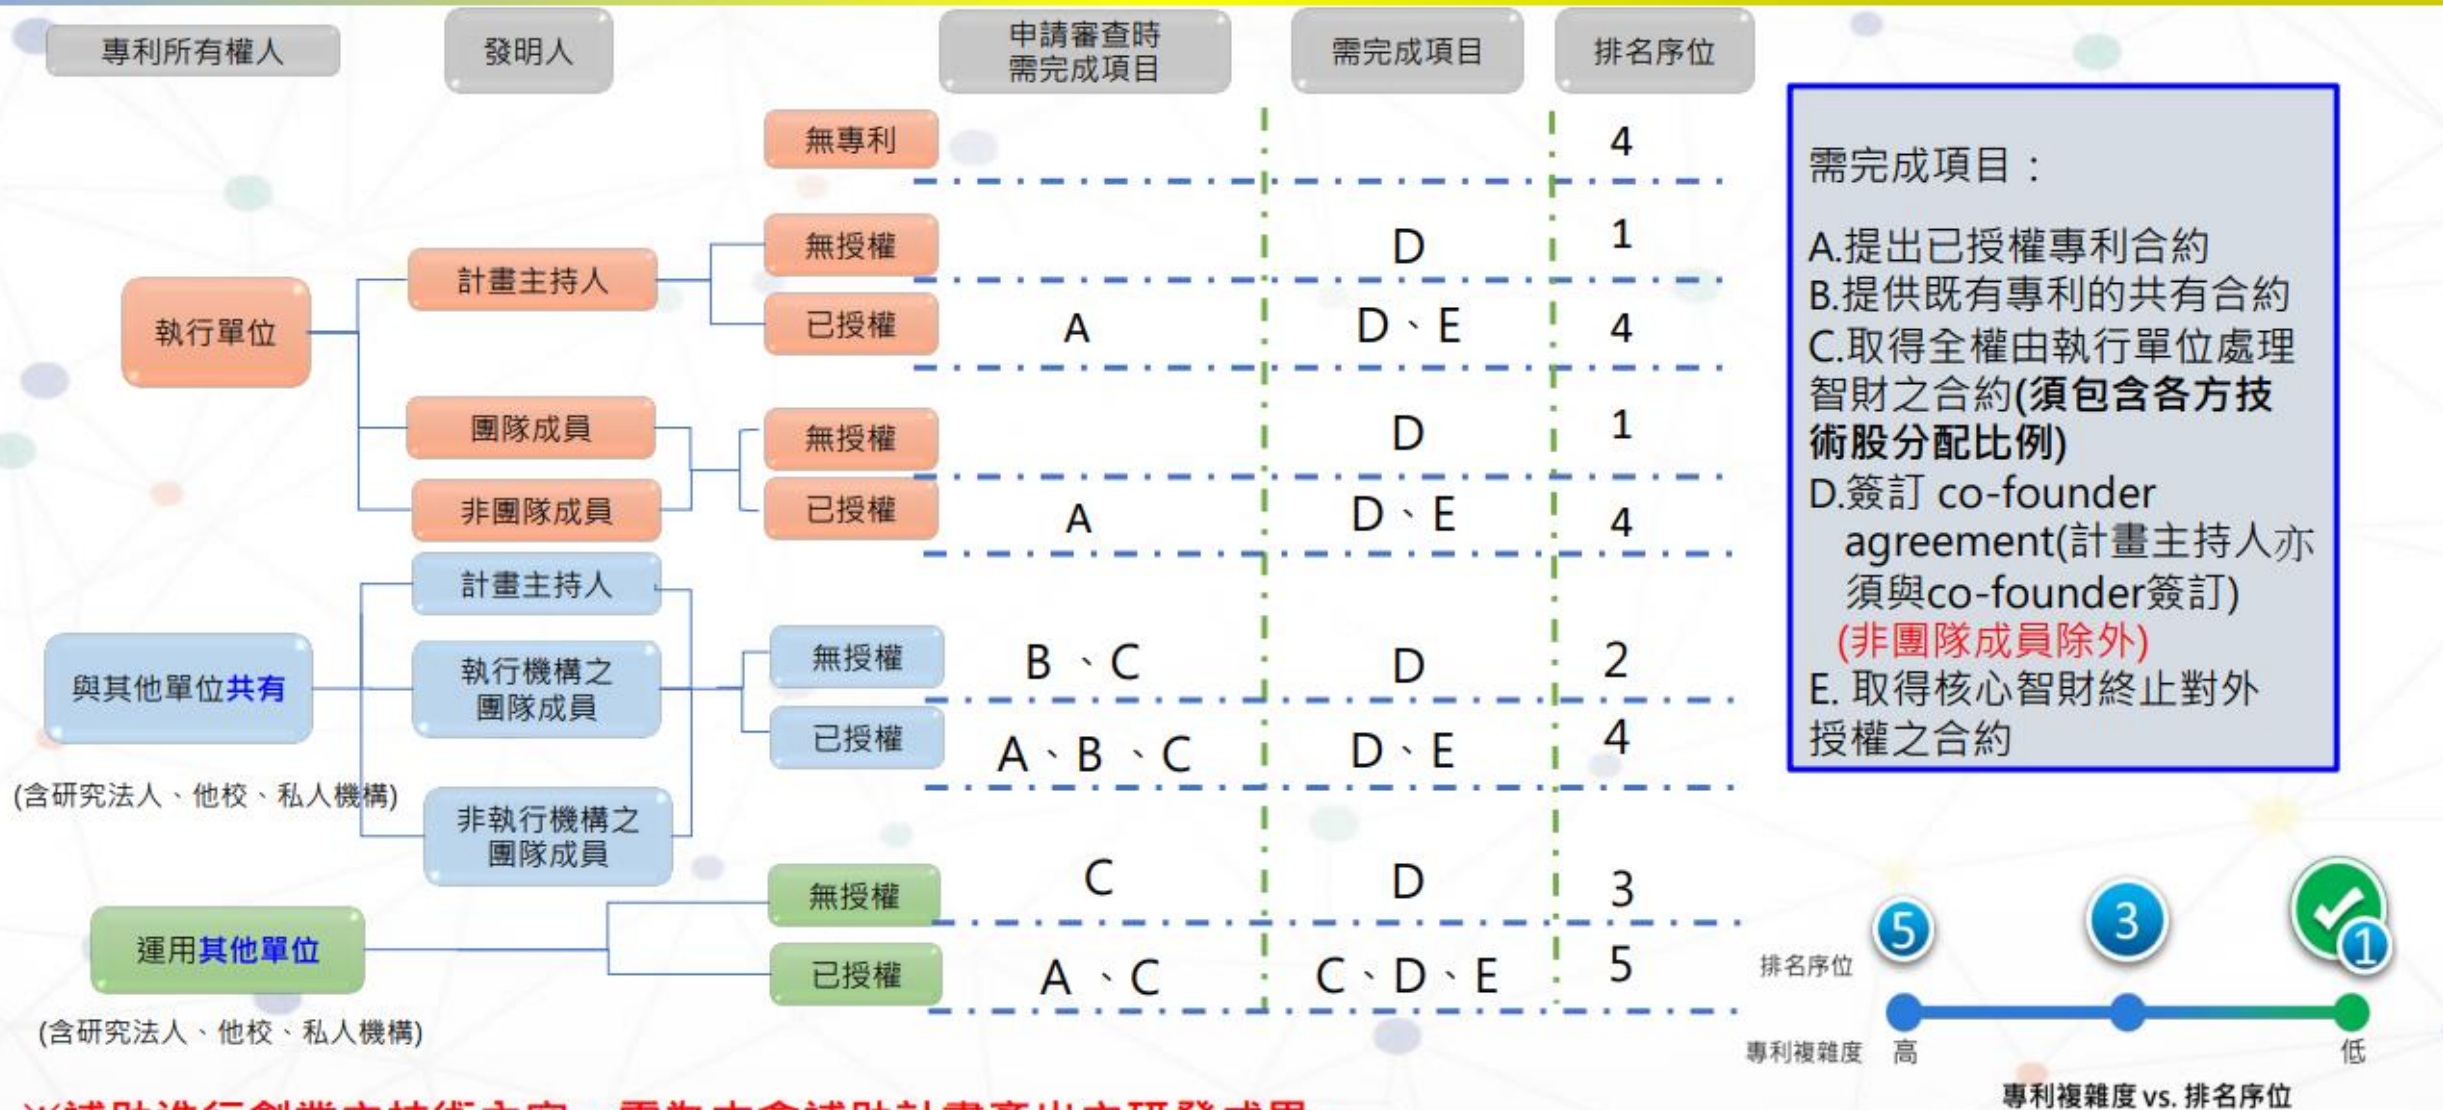 專利所有權人
發明人
申請審查時
需完成項目
需完成項目
排名序位
無專利
4
執行單位
計畫主持人
無授權
D
1
已授權
A
D、E
4
團隊成員
非團隊成員
無授權
D
1
已授權
A
D、E
4
與其他單位共有
(含研究法人、他校、私人機構)
計畫主持人
執行機構之
團隊成員
非執行機構之
團隊成員
無授權
B、C
D
2
已授權
A、B、C
D、E
4
運用其他單位
(含研究法人、他校、私人機構)
無授權
C
D
3
已授權
A、C
C、D、E
5
需完成項目：
A.提出已授權專利合約
B.提供既有專利的共有合約
C.取得全權由執行單位處理
智財之合約(須包含各方技
術股分配比例)
D.簽訂 co-founder
agreement(計畫主持人亦
須與co-founder簽訂)
(非團隊成員除外)
E. 取得核心智財終止對外
授權之合約
排名序位
5
3
1
專利複雜度
高
低
專利複雜度 vs. 排名序位